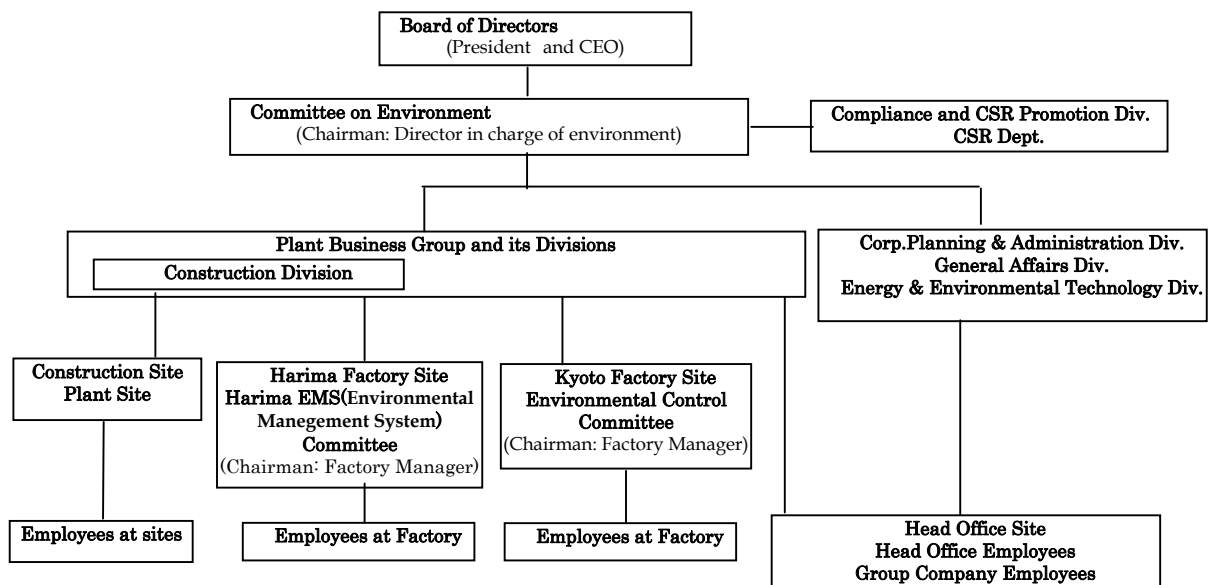 Board of Directors
(President and CEO)
Committee on Environment
(Chairman: Director in charge of environment)
Compliance and CSR Promotion Div.
CSR Dept.
Plant Business Group and its Divisions
Construction Division
Corp.Planning & Administration Div.
General Affairs Div.
Energy & Environmental Technology Div.
Construction Site
Plant Site
Harima Factory Site
Harima EMS(Environmental
Manegement System)
Committee
(Chairman: Factory Manager)
Kyoto Factory Site
Environmental Control
Committee
(Chairman: Factory Manager)
Employees at sites
Employees at Factory
Employees at Factory
Head Office Site
Head Office Employees
Group Company Employees